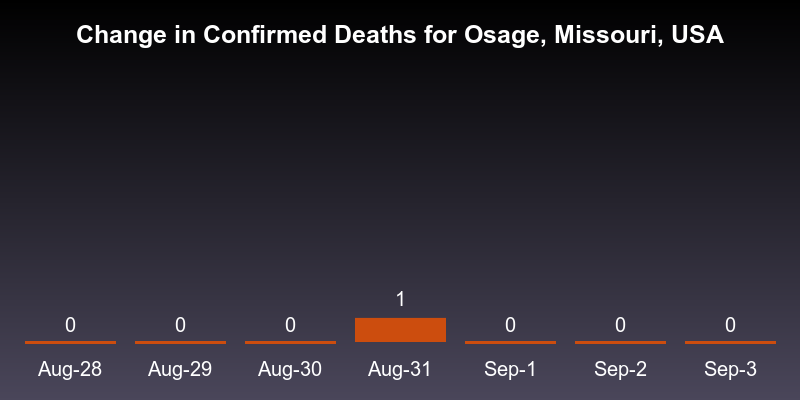 Change in Confirmed Deaths for Osage, Missouri, USA
1
0 0 0 0 0 0
Aug-28 Aug-29 Aug-30 Aug-31 Sep-1 Sep-2 Sep-3